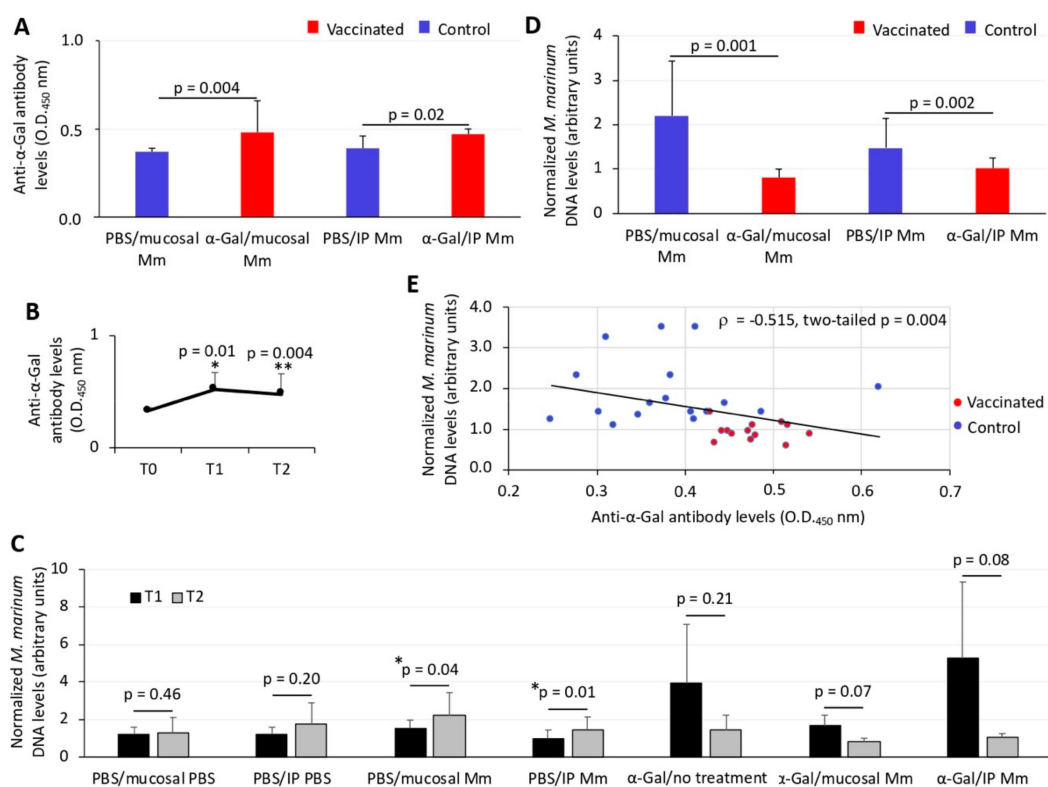 A
Vaccinated
Control
Anti-α-Gal antibody
levels (O.D.450 nm)
1.0
0.5
0.0
p = 0.004
p = 0.02
PBS/mucosal
Mm
α-Gal/mucosal
Mm
PBS/IP Mm
α-Gal/IP Mm
D
Vaccinated
Control
Normalized M. marinum
DNA levels (arbitrary units)
4
3
2
1
0
p = 0.001
p = 0.002
PBS/mucosal
Mm
α-Gal/mucosal
Mm
PBS/IP Mm
α-Gal/IP Mm
B
Anti-α-Gal
antibody levels
(O.D.450 nm)
1
0
p = 0.01
*
p = 0.004
**
T0
T1
T2
E
Normalized M. marinum
DNA levels (arbitrary units)
4.0
3.0
2.0
1.0
0.0
ρ = -0.515, two-tailed p = 0.004
Vaccinated
Control
0.2
0.3
0.4
0.5
0.6
0.7
Anti-α-Gal antibody levels (O.D.450 nm)
C
Normalized M. marinum
DNA levels (arbitrary units)
10
8
6
4
2
0
T1
T2
p = 0.46
p = 0.20
*p = 0.04
*p = 0.01
p = 0.21
p = 0.07
p = 0.08
PBS/mucosal PBS
PBS/IP PBS
PBS/mucosal Mm
PBS/IP Mm
α-Gal/no treatment
α-Gal/mucosal Mm
α-Gal/IP Mm